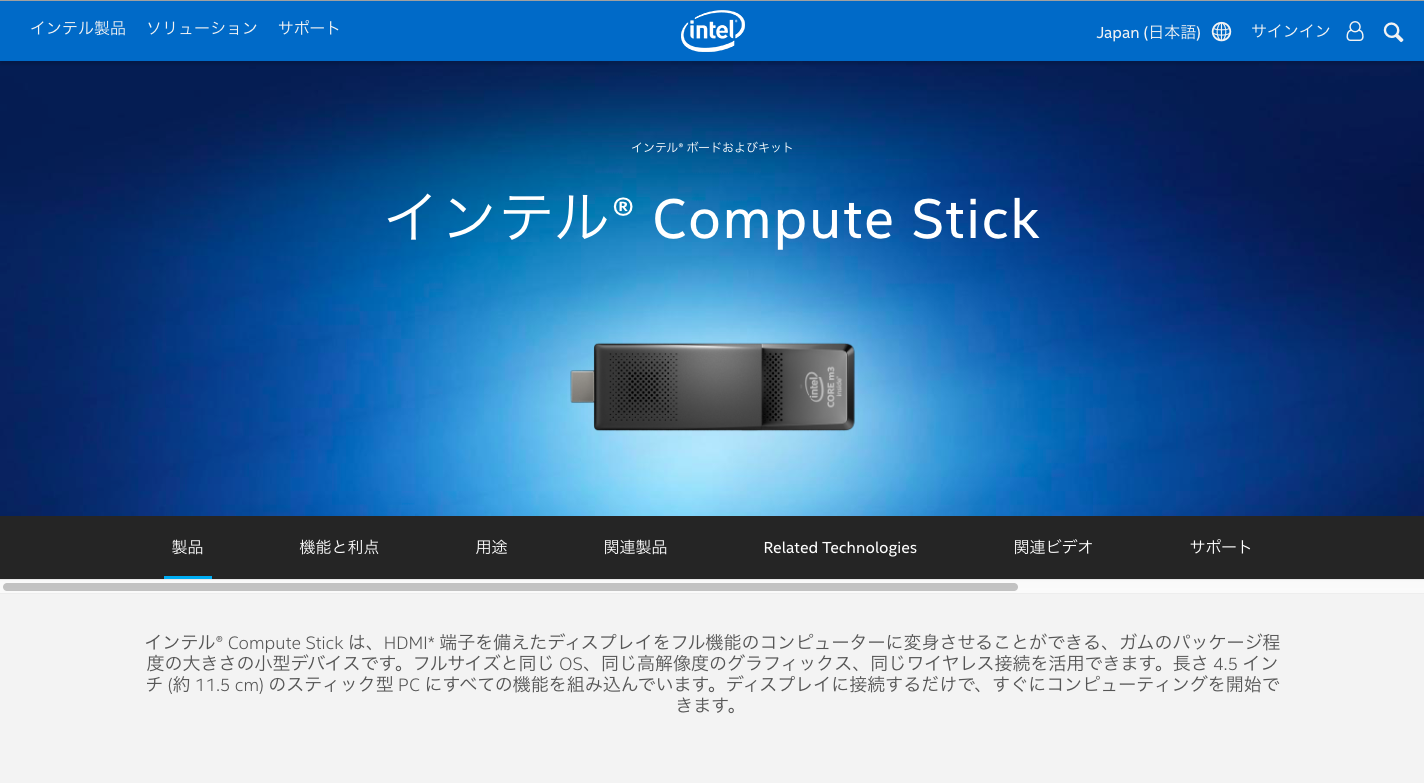 インテル製品 ソリューション サポート
intel
Japan (日本語)
サインイン
インテル® ボードおよびキット
インテル® Compute Stick
intel
CORE m3
inside™
製品 機能と利点 用途 関連製品 Related Technologies 関連ビデオ サポート
インテル® Compute Stick は、HDMI* 端子を備えたディスプレイをフル機能のコンピューターに変身させることができる、ガムのパッケージ程
度の大きさの小型デバイスです。フルサイズと同じ OS、同じ高解像度のグラフィックス、同じワイヤレス接続を活用できます。長さ 4.5 イン
チ (約 11.5 cm) のスティック型 PC にすべての機能を組み込んでいます。ディスプレイに接続するだけで、すぐにコンピューティングを開始で
きます。